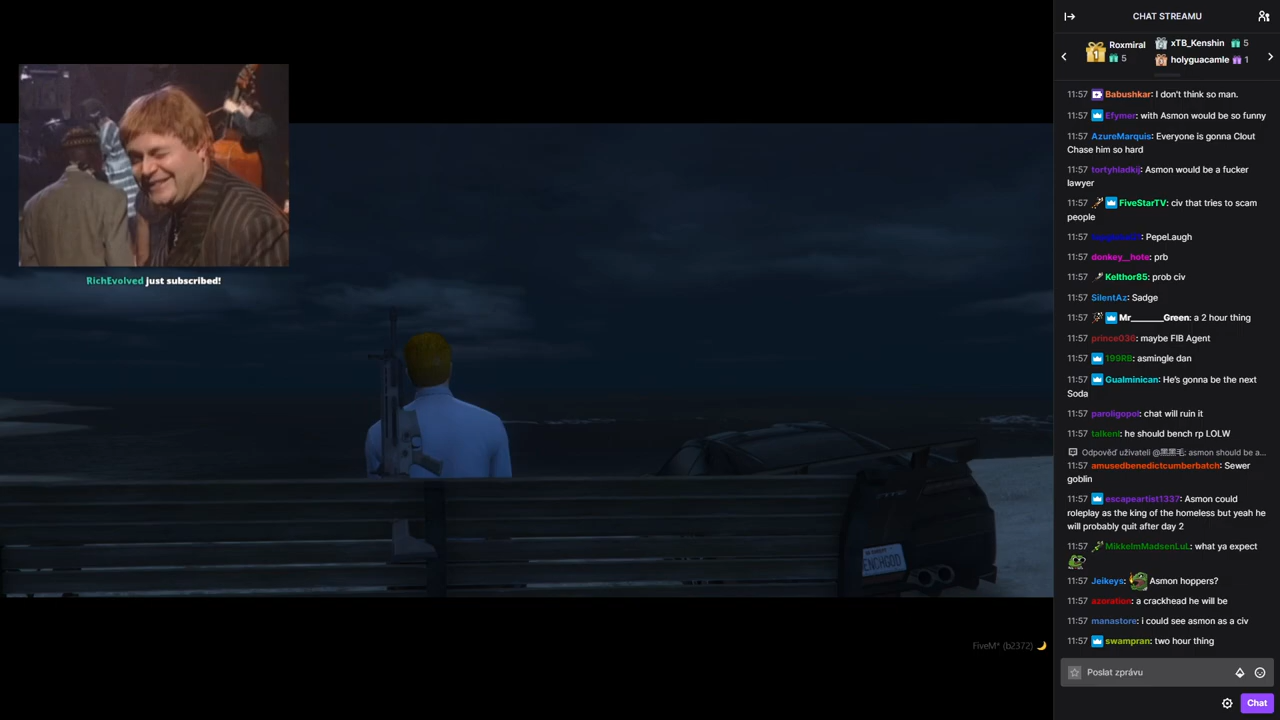 CHAT STREAMU
Roxmiral
5
xTB_Kenshin 5
holyguacamle 1
RichEvolved just subscribed!
11:57 Babushkar: I don't think so man.
11:57 Efymer: with Asmon would be so funny
11:57 AzureMarquis: Everyone is gonna Clout
Chase him so hard
11:57 tortyhladkij: Asmon would be a fucker
lawyer
11:57 FiveStarTV: civ that tries to scam
people
11:57 : PepeLaugh
11:57 donkey__hote: prb
11:57 Kelthor85: prob civ
11:57 SilentAz: Sadge
11:57 Mr_______Green: a 2 hour thing
11:57 prince036: maybe FIB Agent
11:57 199RB: asmingle dan
11:57 Gualminican: He's gonna be the next
Soda
11:57 paroligopol: chat will ruin it
11:57 talkeni: he should bench rp LOLW
Odpověď uživateli @黑黑毛: asmon should be a...
11:57 amusedbenedictcumberbatch: Sewer
goblin
11:57 escapeartist1337: Asmon could
roleplay as the king of the homeless but yeah he
will probably quit after day 2
11:57 MikkelmMadsenLuL: what ya expect
11:57 Jeikeys: Asmon hoppers?
11:57 azoration: a crackhead he will be
11:57 manastore: i could see asmon as a civ
11:57 swampran: two hour thing
ENCHGOD
FiveM* (b2372)
Poslat zprávu
Chat